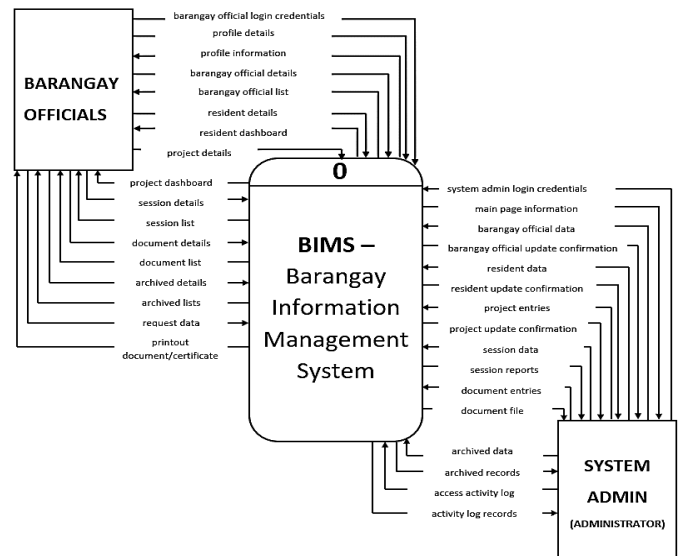 BARANGAY
OFFICIALS
barangay official login credentials
profile details
profile information
barangay official details
barangay official list
resident details
resident dashboard
project details
project dashboard
session details
session list
document details
document list
archived details
archived lists
request data
printout
document/certificate
0
BIMS –
Barangay
Information
Management
System
system admin login credentials
main page information
barangay official data
barangay official update confirmation
resident data
resident update confirmation
project entries
project update confirmation
session data
session reports
document entries
document file
archived data
archived records
access activity log
activity log records
SYSTEM
ADMIN
(ADMINISTRATOR)